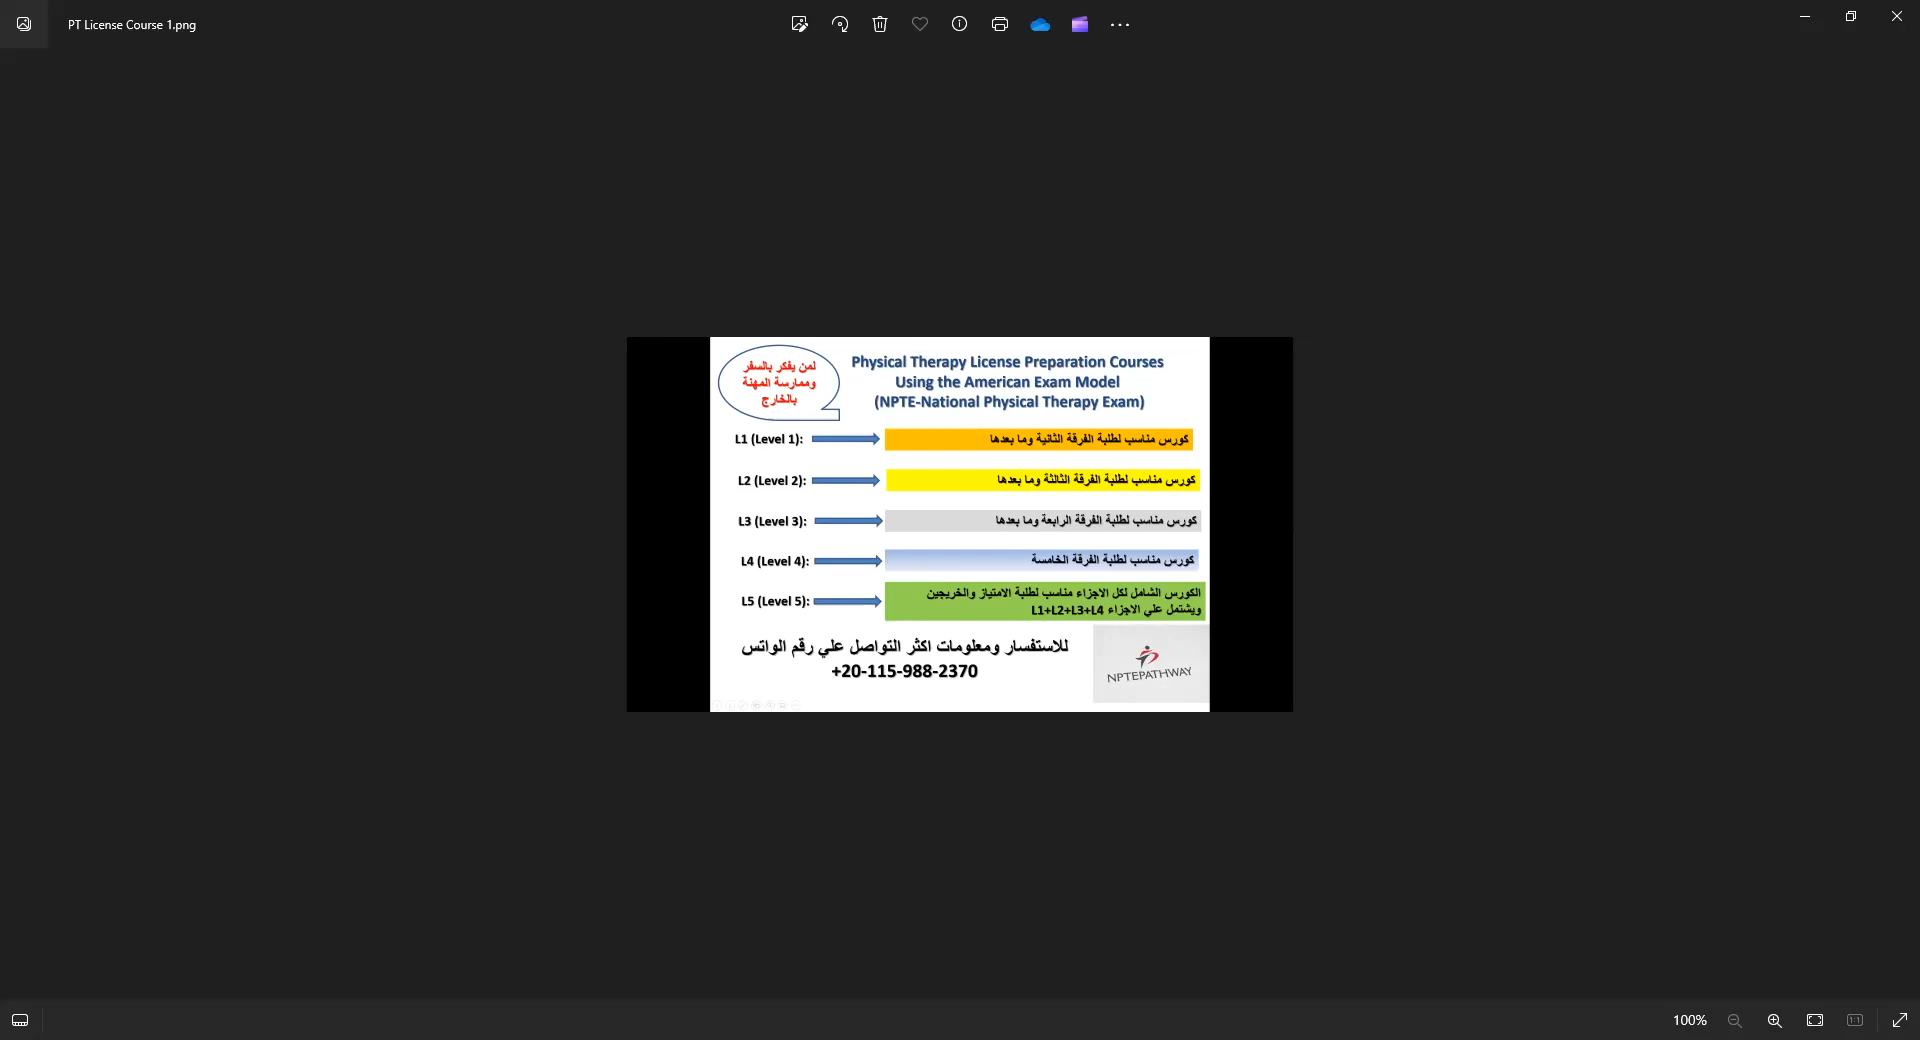 PT License Course 1.png
لمن يفكر بالسفر
وممارسة المهنة
بالخارج
Physical Therapy License Preparation Courses
Using the American Exam Model
(NPTE-National Physical Therapy Exam)
L1 (Level 1): كورس مناسب لطلبة الفرقة الثانية وما بعدها
L2 (Level 2): كورس مناسب لطلبة الفرقة الثالثة وما بعدها
L3 (Level 3): كورس مناسب لطلبة الفرقة الرابعة وما بعدها
L4 (Level 4): كورس مناسب لطلبة الفرقة الخامسة
L5 (Level 5): الكورس الشامل لكل الاجزاء مناسب لطلبة الامتياز والخريجين
ويشتمل علي الاجزاء L1+L2+L3+L4
للاستفسار ومعلومات اكثر التواصل علي رقم الواتس
+20-115-988-2370
NPTEPATHWAY
100%